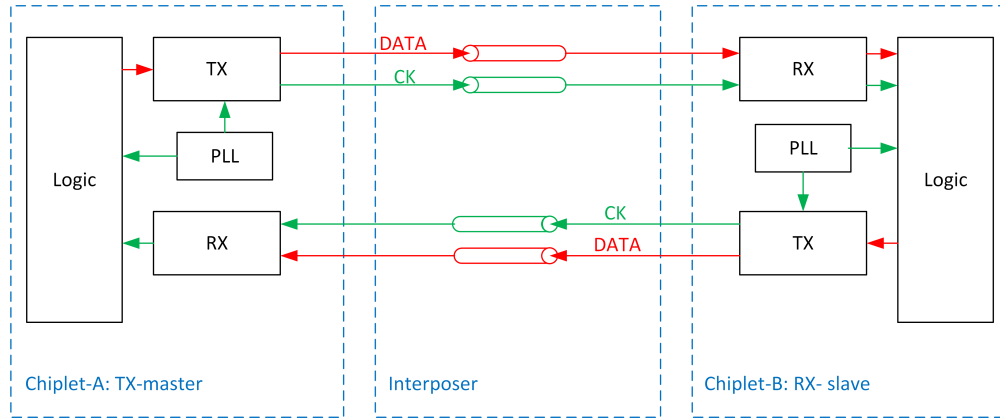 DATA
CK
TX
RX
PLL
PLL
Logic
Logic
RX
CK
DATA
TX
Chiplet-A: TX-master
Interposer
Chiplet-B: RX- slave